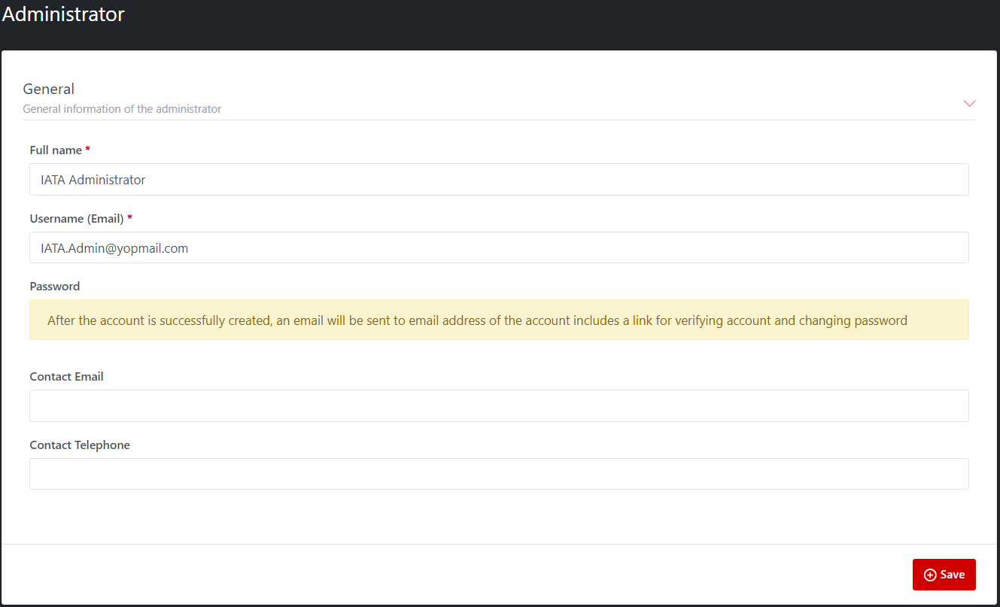 Administrator
General
General information of the administrator
Full name *
IATA Administrator
Username (Email) *
IATA.Admin@yopmail.com
Password
After the account is successfully created, an email will be sent to email address of the account includes a link for verifying account and changing password
Contact Email
Contact Telephone
Save